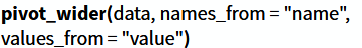 pivot_wider(data, names_from = "name",
values_from = "value")